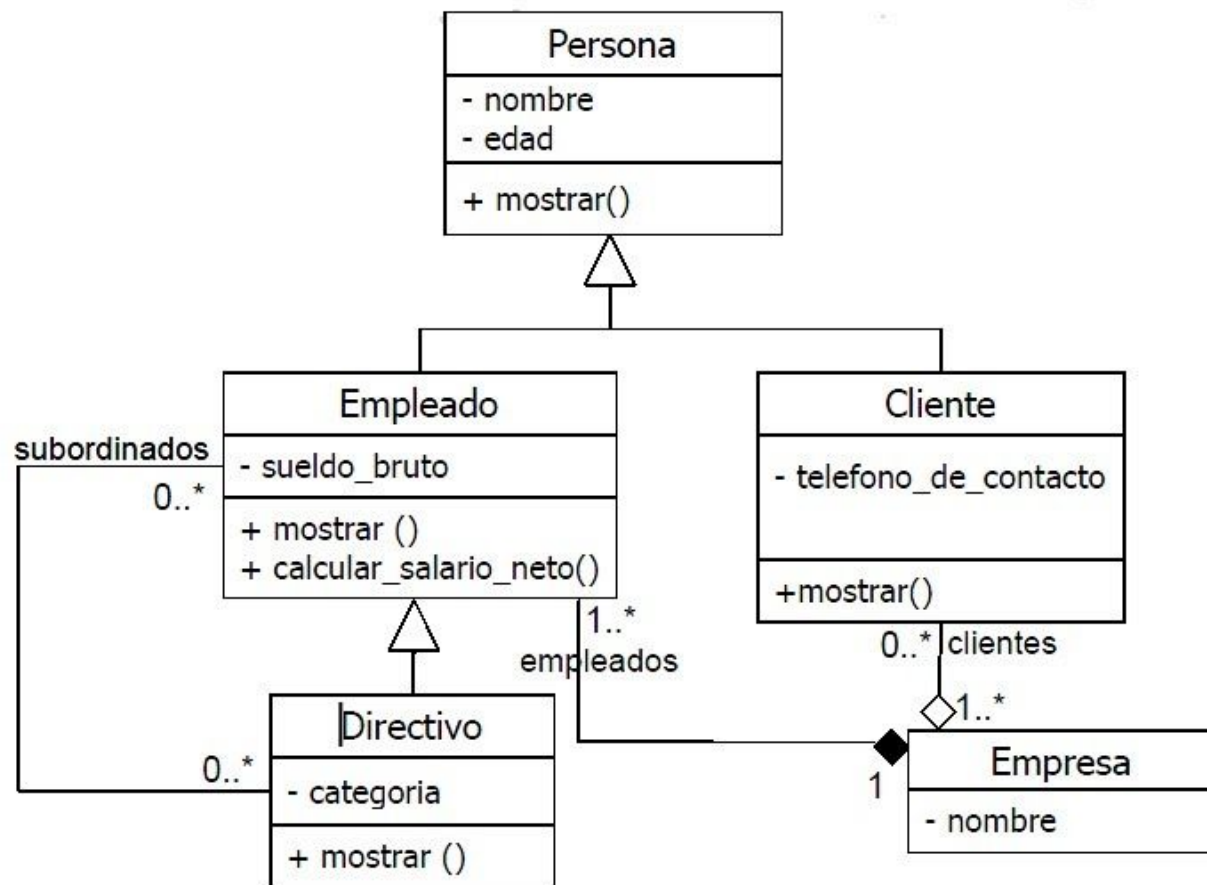 Persona
- nombre
- edad
+ mostrar()
Empleado
- sueldo_bruto
+ mostrar ()
+ calcular_salario_neto()
Cliente
- telefono_de_contacto
+mostrar()
subordinados
0..*
1..*
empleados
0..* clientes
1..*
Directivo
- categoria
+ mostrar ()
0..*
1
Empresa
- nombre